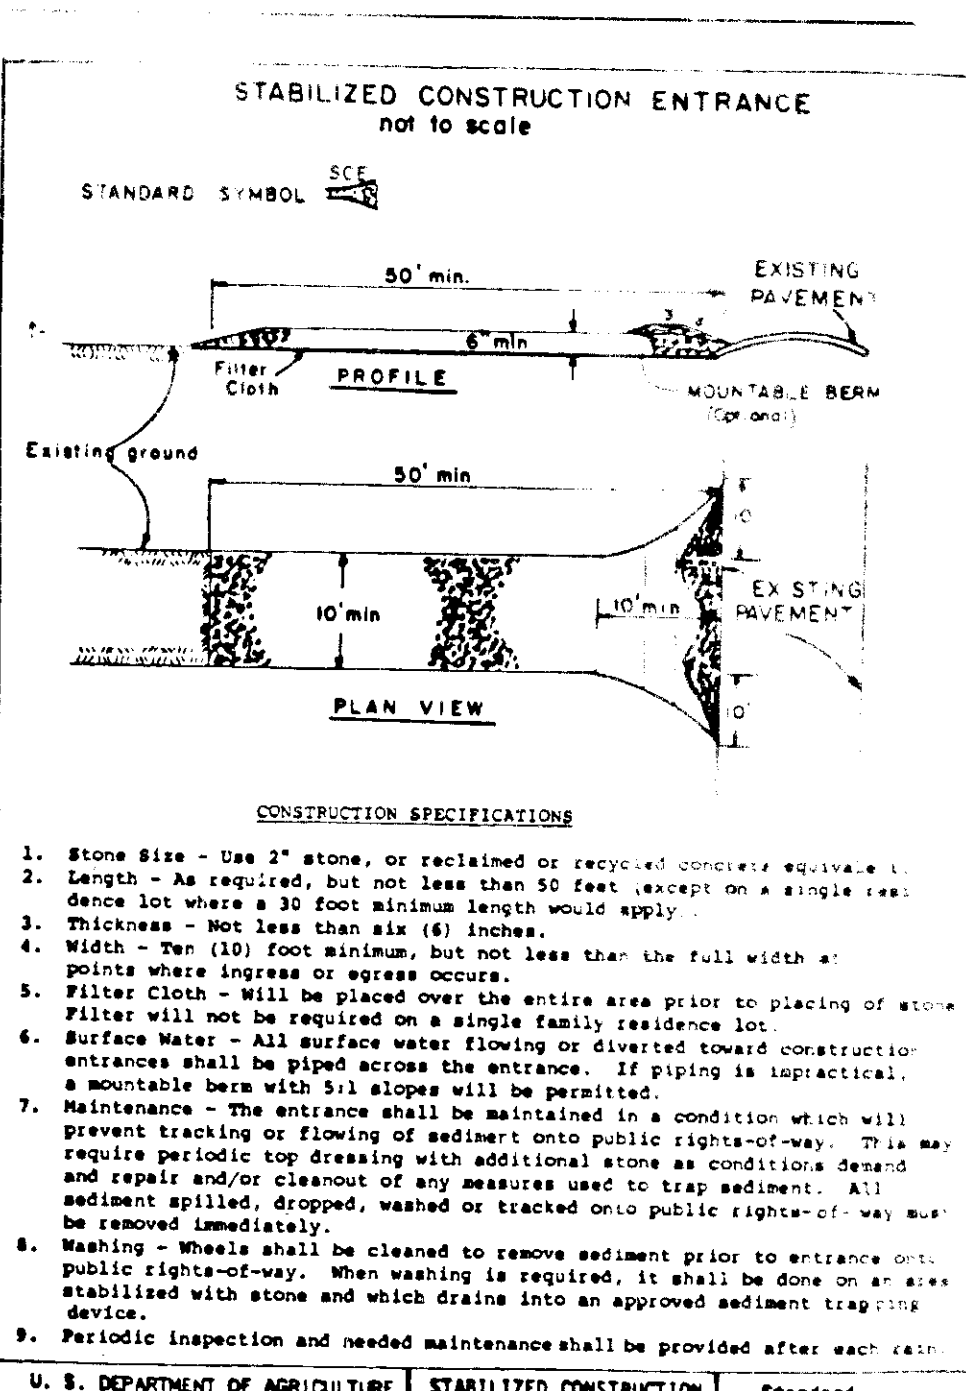 STABILIZED CONSTRUCTION ENTRANCE
not to scale
SCE
STANDARD SYMBOL
50' min.
EXISTING
PAVEMENT
3
6" min
Filter
Cloth
PROFILE
MOUNTABLE BERM
(Optional)
Existing ground
50' min
10'
10' min
10' min
EXISTING
PAVEMENT
10'
PLAN VIEW
CONSTRUCTION SPECIFICATIONS
1. Stone Size - Use 2" stone, or reclaimed or recycled concrete equivale
2. Length - As required, but not less than 50 feet (except on a single resi
dence lot where a 30 foot minimum length would apply.
3. Thickness - Not less than six (6) inches.
4. Width - Ten (10) foot minimum, but not less than the full width at
points where ingress or egress occurs.
5. Filter Cloth - Will be placed over the entire area prior to placing of stone
Filter will not be required on a single family residence lot.
6. Surface Water - All surface water flowing or diverted toward construction
entrances shall be piped across the entrance. If piping is impractical,
a mountable berm with 5:1 slopes will be permitted.
7. Maintenance - The entrance shall be maintained in a condition which will
prevent tracking or flowing of sediment onto public rights-of-way. This may
require periodic top dressing with additional stone as conditions demand
and repair and/or cleanout of any measures used to trap sediment. All
sediment spilled, dropped, washed or tracked onto public rights-of-way must
be removed immediately.
8. Washing - Wheels shall be cleaned to remove sediment prior to entrance onto
public rights-of-way. When washing is required, it shall be done on an area
stabilized with stone and which drains into an approved sediment trapping
device.
9. Periodic inspection and needed maintenance shall be provided after each rain.
U. S. DEPARTMENT OF AGRICULTURE STABILIZED CONSTRUCTION Standard